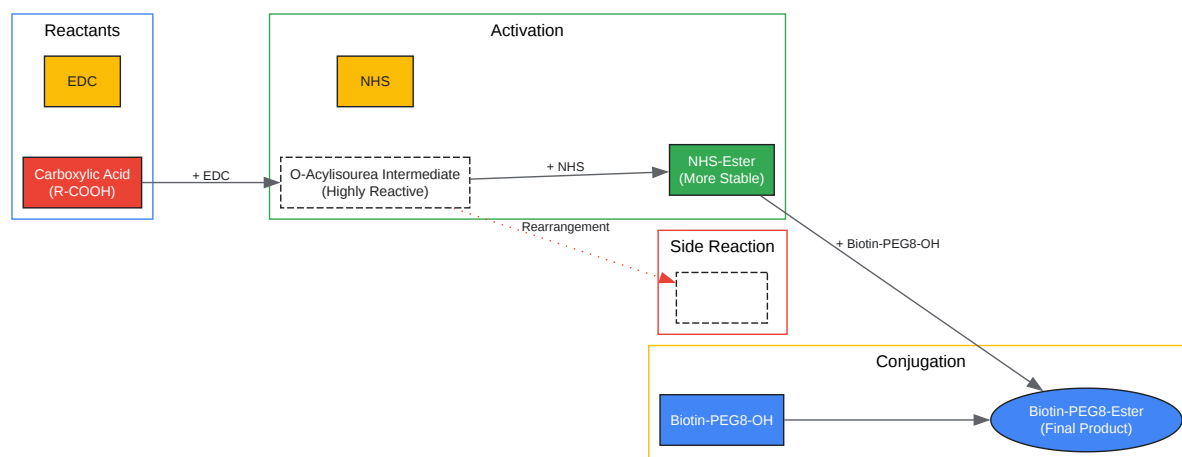 Reactants
Activation
EDC
NHS
Carboxylic Acid
(R-COOH)
+ EDC
O-Acylisourea Intermediate
(Highly Reactive)
+ NHS
NHS-Ester
(More Stable)
Rearrangement
Side Reaction
+ Biotin-PEG8-OH
Conjugation
Biotin-PEG8-OH
Biotin-PEG8-Ester
(Final Product)